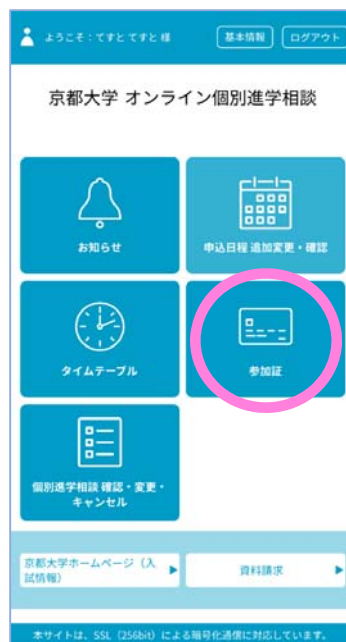 ようこそ：てすと てすと 様
基本情報
ログアウト
京都大学 オンライン個別進学相談
お知らせ
申込日程 追加変更・確認
タイムテーブル
参加証
個別進学相談 確認・変更・
キャンセル
京都大学ホームページ（入
試情報）
資料請求
本サイトは、SSL（256bit）による暗号化通信に対応しています。